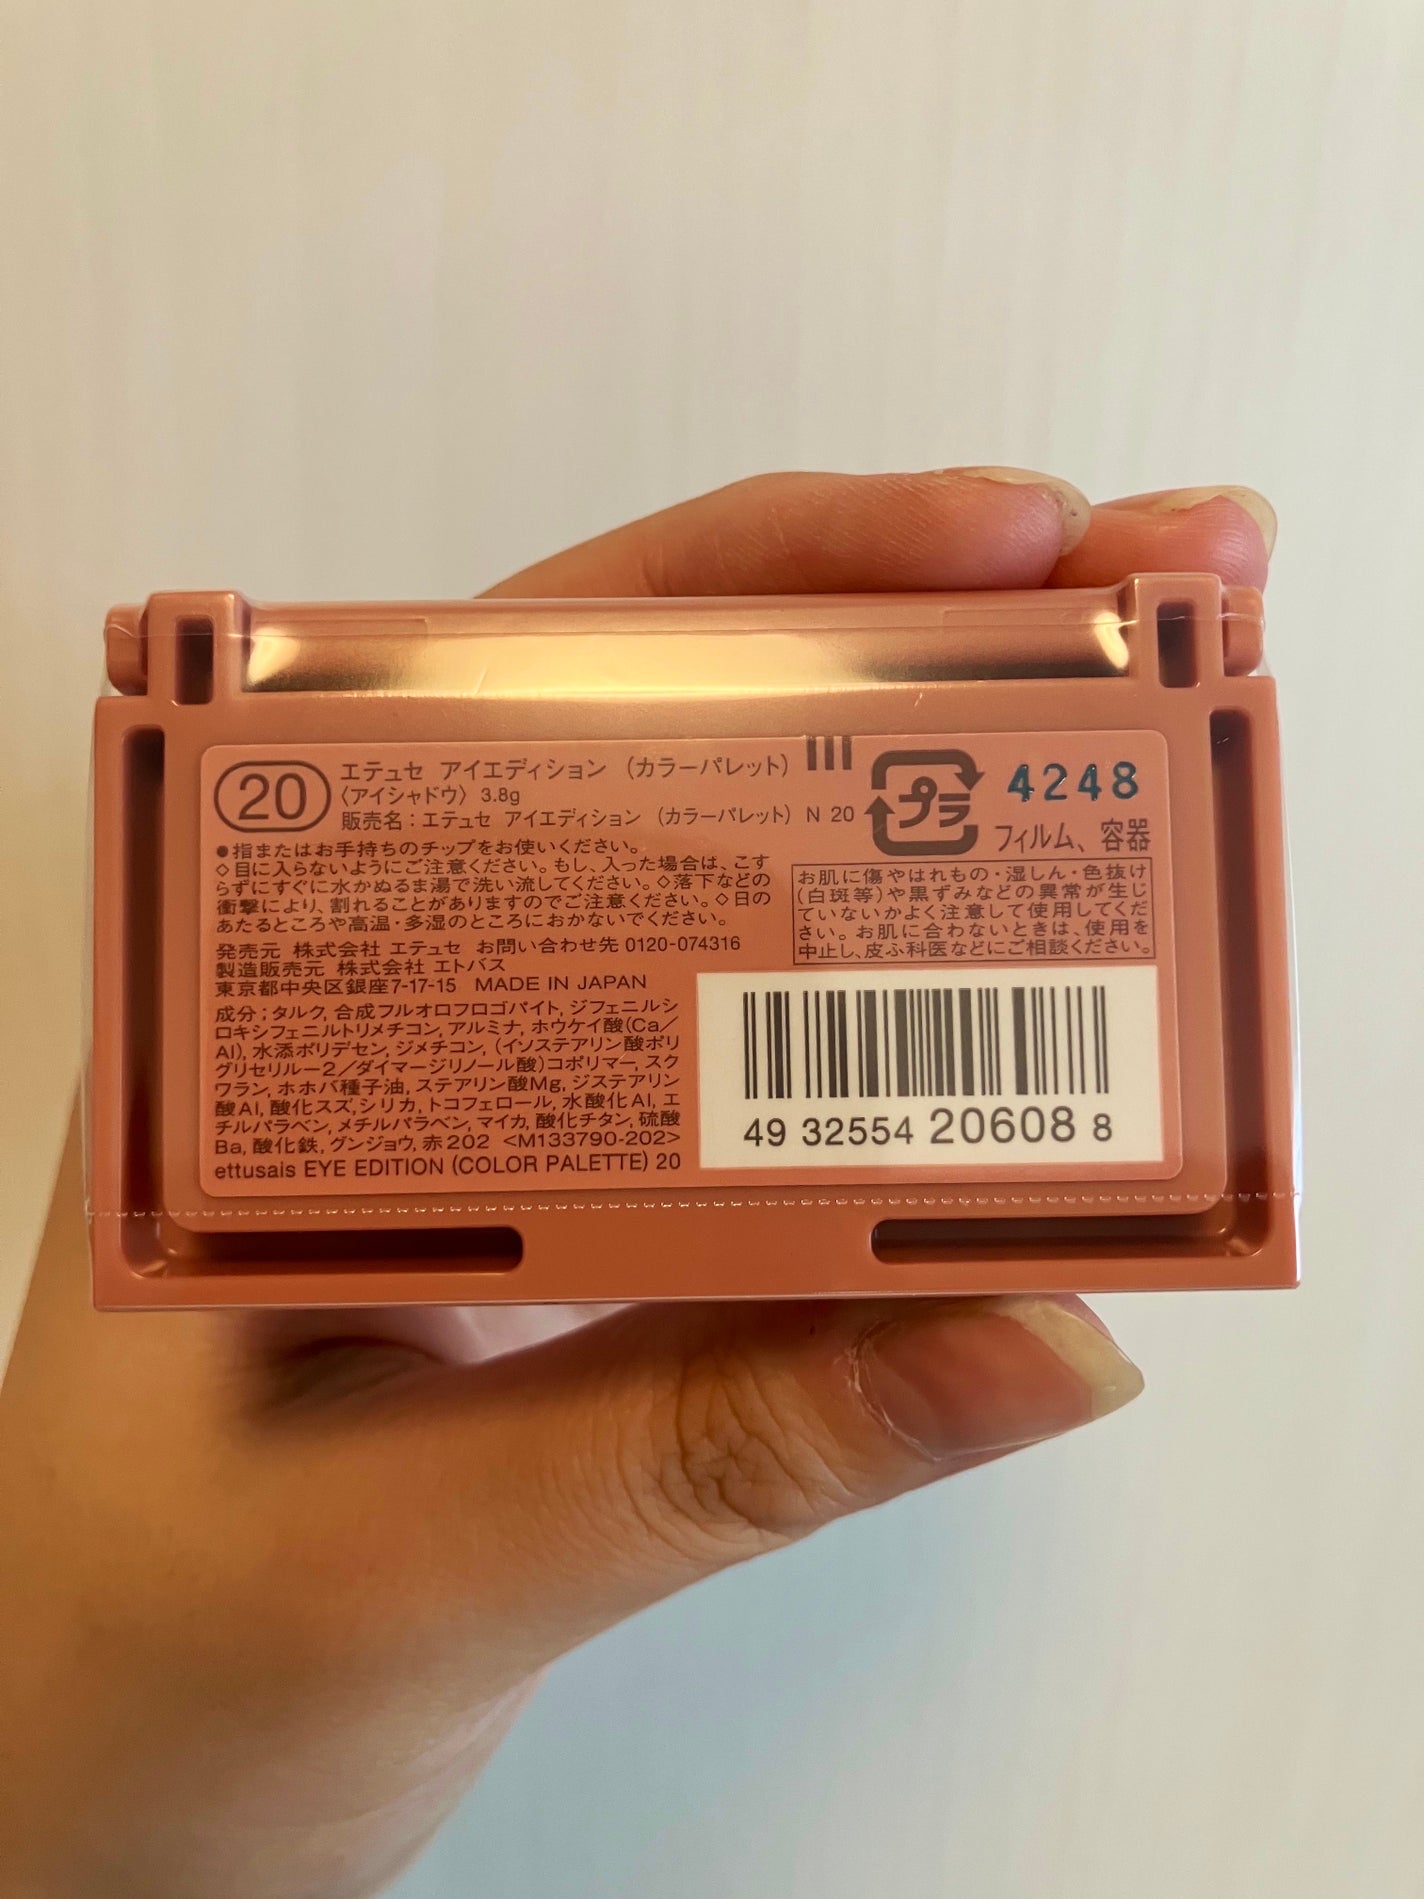 20
エテュセ アイエディション（カラーパレット）
〈アイシャドウ〉 3.8g
販売名：エテュセ アイエディション（カラーパレット）N 20
●指またはお手持ちのチップをお使いください。
◇目に入らないようにご注意ください。もし、入った場合は、こす
らずにすぐに水かぬるま湯で洗い流してください。◇落下などの
衝撃により、割れることがありますのでご注意ください。◇日の
あたるところや高温・多湿のところにおかないでください。
発売元 株式会社 エテュセ お問い合わせ先 0120-074316
製造販売元 株式会社 エトバス
東京都中央区銀座7-17-15 MADE IN JAPAN
成分；タルク, 合成フルオロフロゴパイト, ジフェニルシ
ロキシフェニルトリメチコン, アルミナ, ホウケイ酸(Ca／
Al), 水添ポリデセン, ジメチコン, (イソステアリン酸ポリ
グリセリル－2／ダイマージリノール酸)コポリマー, スク
ワラン, ホホバ種子油, ステアリン酸Mg, ジステアリン
酸Al, 酸化スズ, シリカ, トコフェロール, 水酸化Al, エ
チルパラベン, メチルパラベン, マイカ, 酸化チタン, 硫酸
Ba, 酸化鉄, グンジョウ, 赤202 <M133790-202>
ettusais EYE EDITION (COLOR PALETTE) 20
プラ
4248
フィルム、容器
お肌に傷やはれもの・湿しん・色抜け
(白斑等)や黒ずみなどの異常が生じ
ていないかよく注意して使用してくだ
さい。お肌に合わないときは、使用を
中止し、皮ふ科医などにご相談ください。
49 32554 20608 8